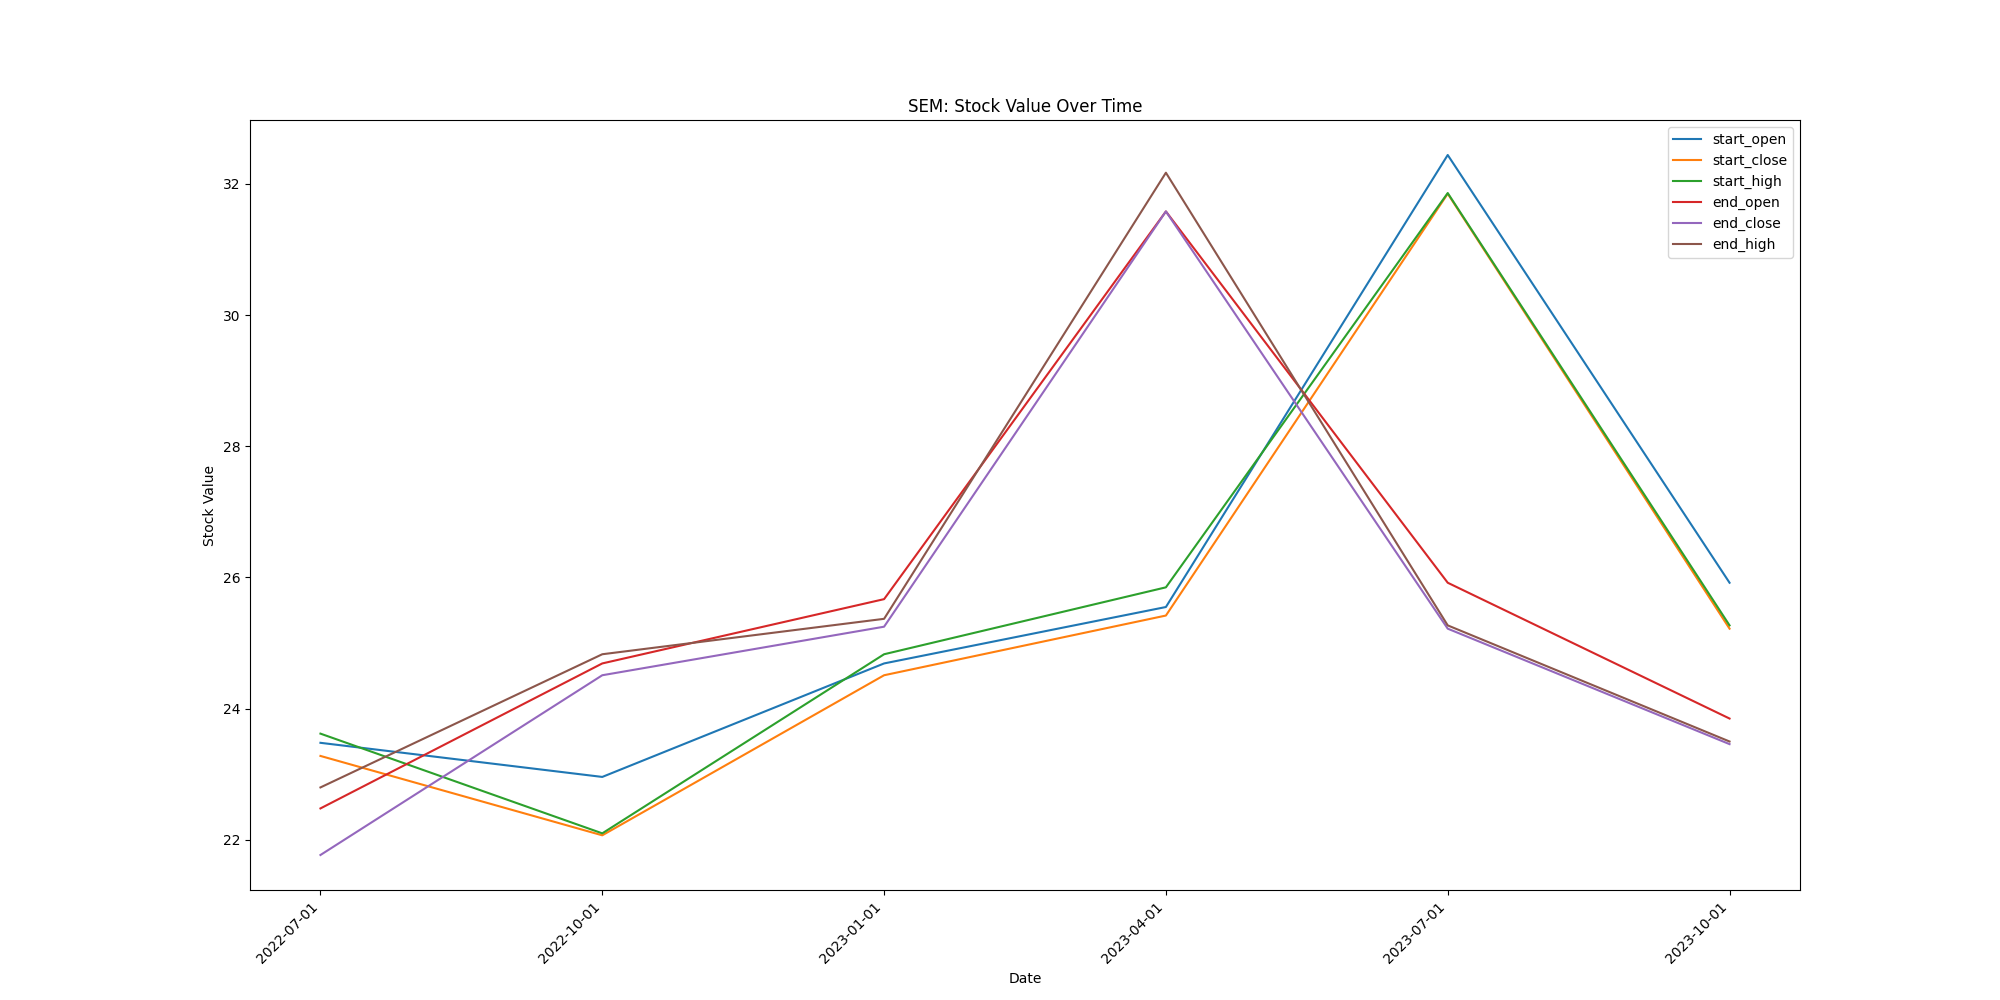 SEM: Stock Value Over Time
start_open
start_close
start_high
end_open
end_close
end_high
Stock Value
32
30
28
26
24
22
2022-07-01
2022-10-01
2023-01-01
2023-04-01
2023-07-01
2023-10-01
Date